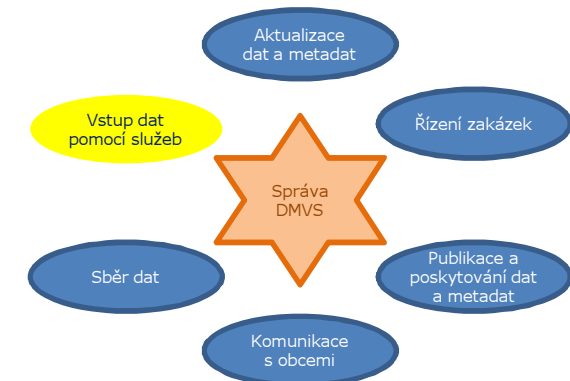 Aktualizace
dat a metadat
Vstup dat
pomocí služeb
Řízení zakázek
Správa
DMVS
Sběr dat
Publikace a
poskytování dat
a metadat
Komunikace
s obcemi